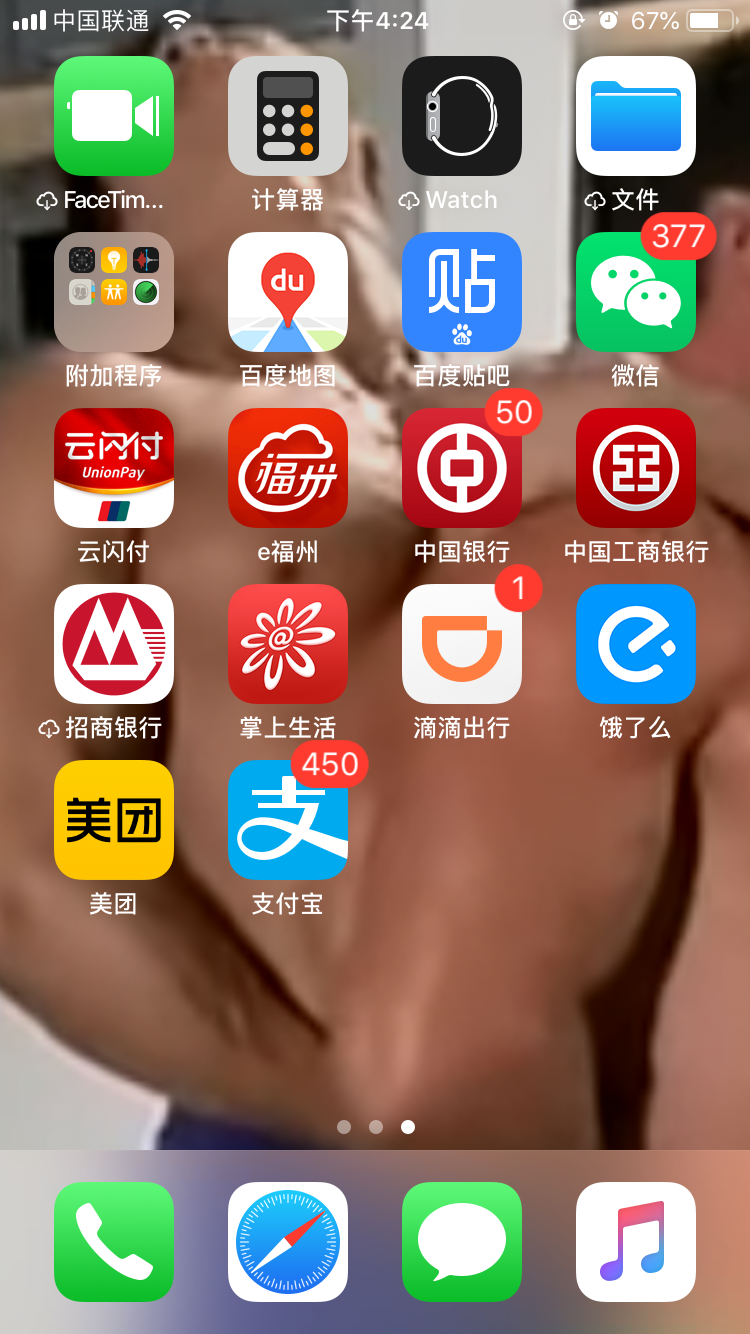 中国联通 下午4:24 67%
FaceTim... 计算器 Watch 文件
du 贴 du 377
附加程序 百度地图 百度贴吧 微信
云闪付 UnionPay 福州 50
云闪付 e福州 中国银行 中国工商银行
@ 1
招商银行 掌上生活 滴滴出行 饿了么
美团 支 450
美团 支付宝